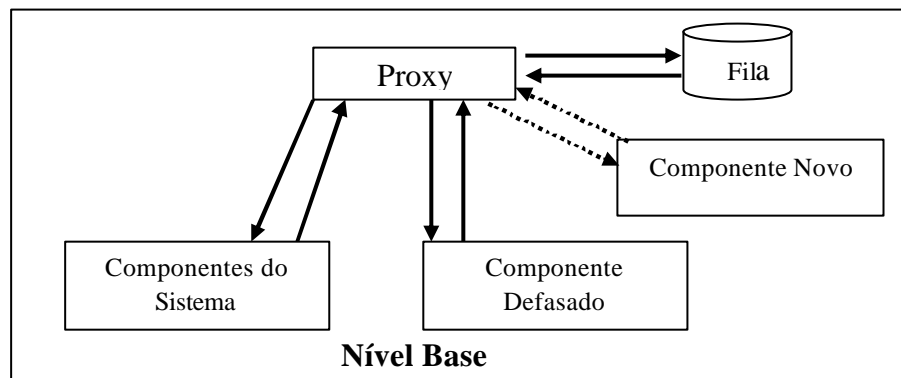 Proxy
Fila
Componente Novo
Componentes do
Sistema
Componente
Defasado
Nível Base